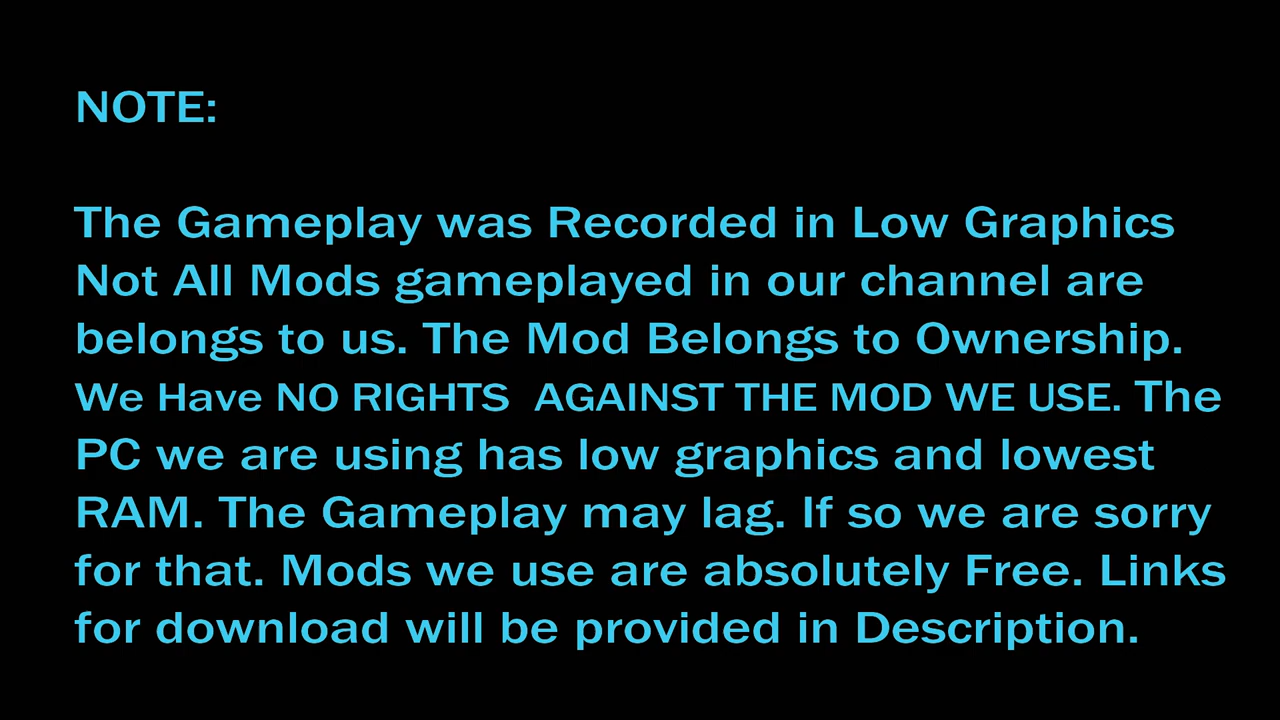 NOTE:
The Gameplay was Recorded in Low Graphics
Not All Mods gameplayed in our channel are
belongs to us. The Mod Belongs to Ownership.
We Have NO RIGHTS  AGAINST THE MOD WE USE. The
PC we are using has low graphics and lowest
RAM. The Gameplay may lag. If so we are sorry
for that. Mods we use are absolutely Free. Links
for download will be provided in Description.